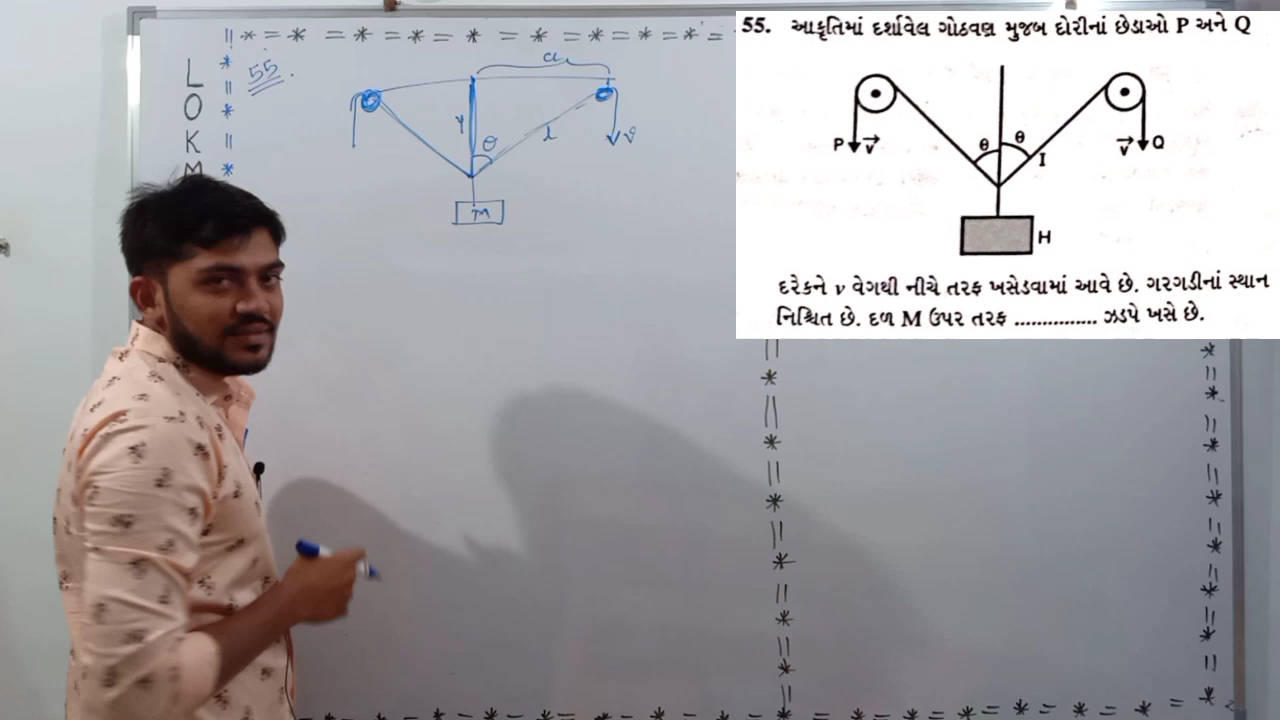 55. આકૃતિમાં દર્શાવેલ ગોઠવણ મુજબ દોરીનાં છેડાઓ P અને Q
P v
θ
θ
I
v Q
H
દરેકને v વેગથી નીચે તરફ ખસેડવામાં આવે છે. ગરગડીનાં સ્થાન
નિશ્ચિત છે. દળ M ઉપર તરફ ............... ઝડપે ખસે છે.
L
O
K
M
55.
a
y
θ
l
v
M